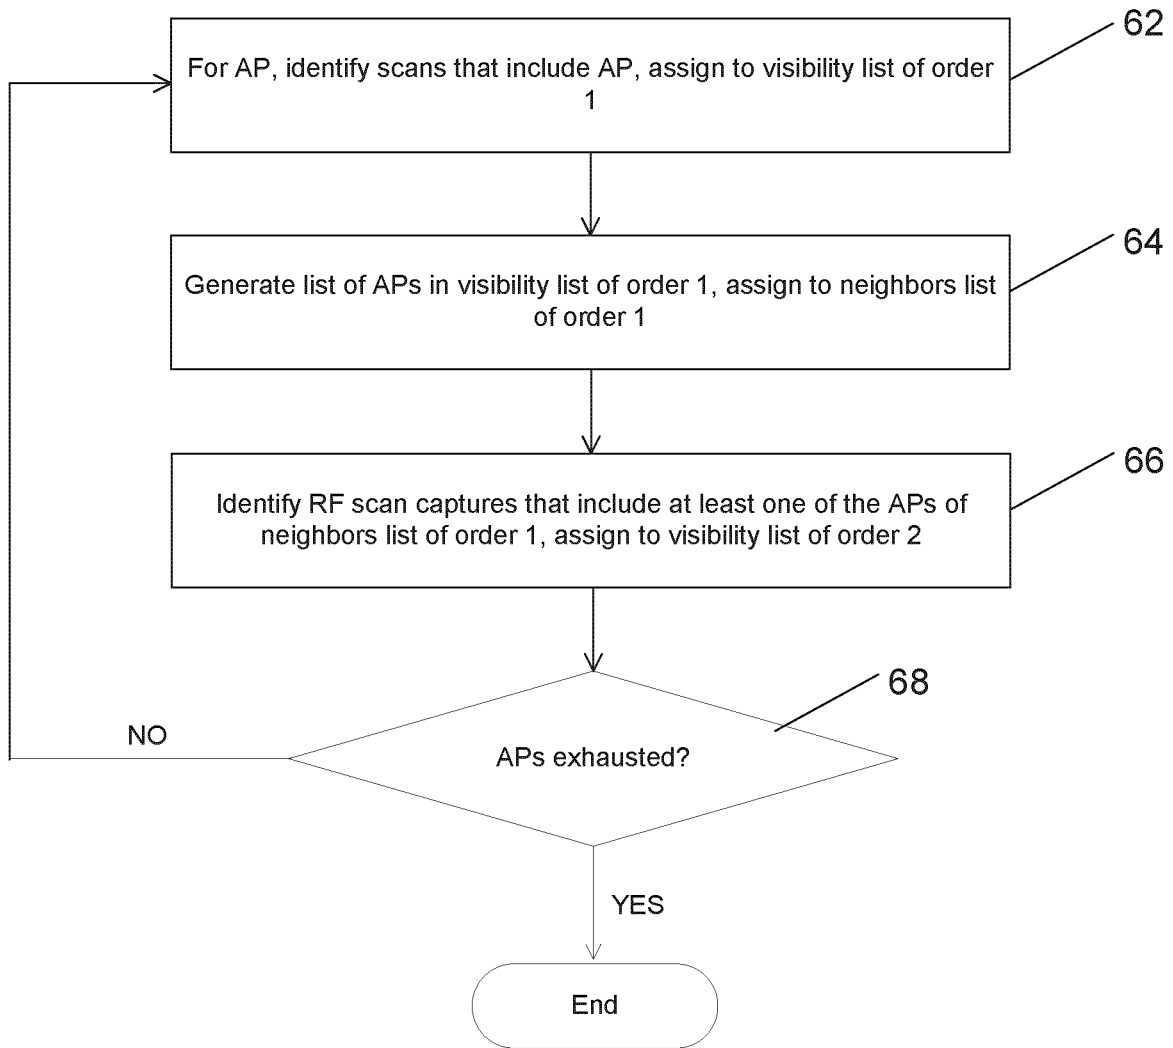 62
For AP, identify scans that include AP, assign to visibility list of order
1
64
Generate list of APs in visibility list of order 1, assign to neighbors list
of order 1
66
Identify RF scan captures that include at least one of the APs of
neighbors list of order 1, assign to visibility list of order 2
68
NO
APs exhausted?
YES
End